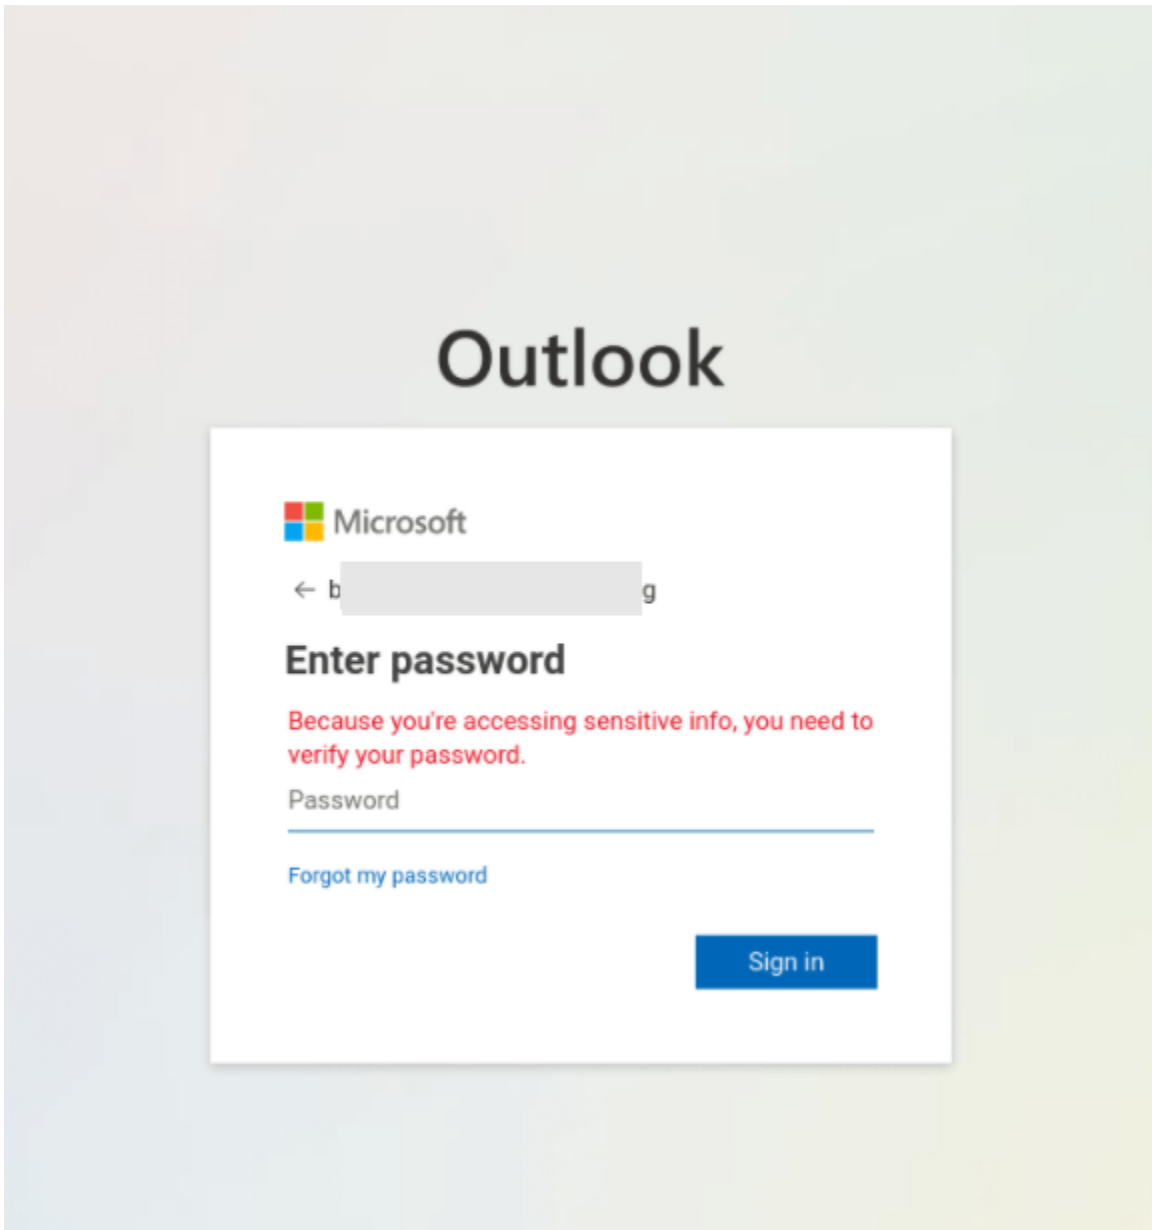 Outlook
Microsoft
← b g
Enter password
Because you're accessing sensitive info, you need to
verify your password.
Password
Forgot my password
Sign in